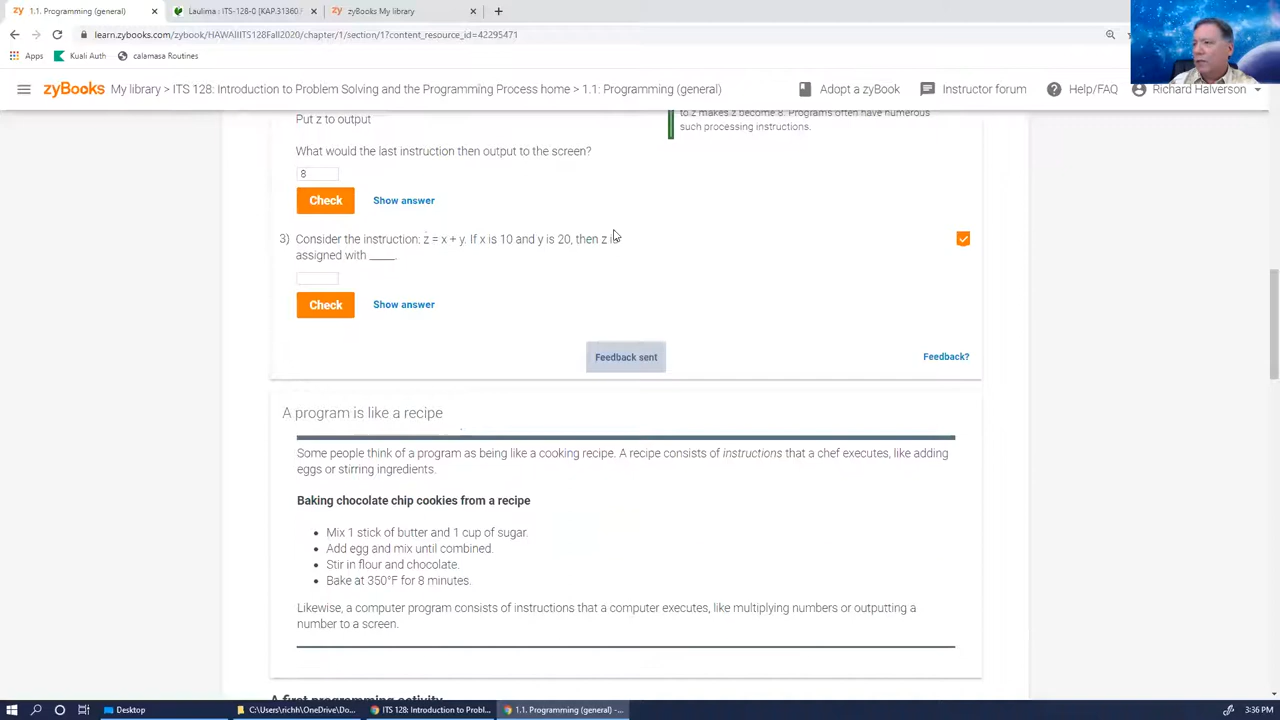 1.1. Programming (general)
Laulima : ITS-128-0 [KAP.31360.F
zyBooks My library
learn.zybooks.com/zybook/HAWAIIITS128Fall2020/chapter/1/section/1?content_resource_id=42295471
Apps
Kuali Auth
calamasa Routines
zyBooks
My library > ITS 128: Introduction to Problem Solving and the Programming Process home > 1.1: Programming (general)
Adopt a zyBook
Instructor forum
Help/FAQ
Richard Halverson
Put z to output
to z makes z become 8. Programs often have numerous
such processing instructions.
What would the last instruction then output to the screen?
8
Check
Show answer
3) Consider the instruction: z = x + y. If x is 10 and y is 20, then z is
assigned with _____.
Check
Show answer
Feedback sent
Feedback?
A program is like a recipe
Some people think of a program as being like a cooking recipe. A recipe consists of instructions that a chef executes, like adding
eggs or stirring ingredients.
Baking chocolate chip cookies from a recipe
Mix 1 stick of butter and 1 cup of sugar.
Add egg and mix until combined.
Stir in flour and chocolate.
Bake at 350°F for 8 minutes.
Likewise, a computer program consists of instructions that a computer executes, like multiplying numbers or outputting a
number to a screen.
A first programming activity
Desktop
C:\Users\richh\OneDrive\Do...
ITS 128: Introduction to Probl...
1.1. Programming (general) -...
3:36 PM